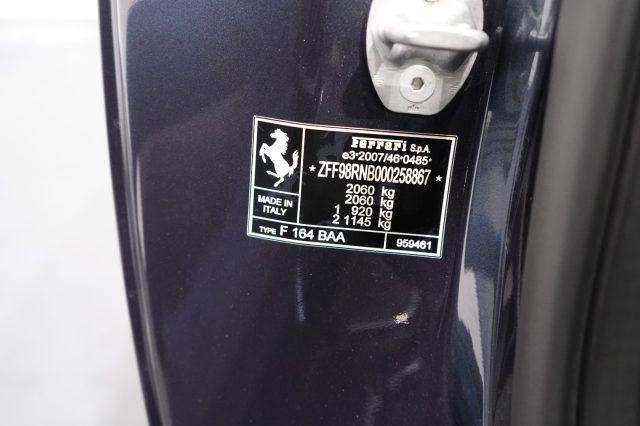 Ferrari S.p.A.
e3*2007/46*0485*
*ZFF98RNB000258867*
2060 kg
2060 kg
1 920 kg
2 1145 kg
MADE IN
ITALY
TYPE F 164 BAA
959461